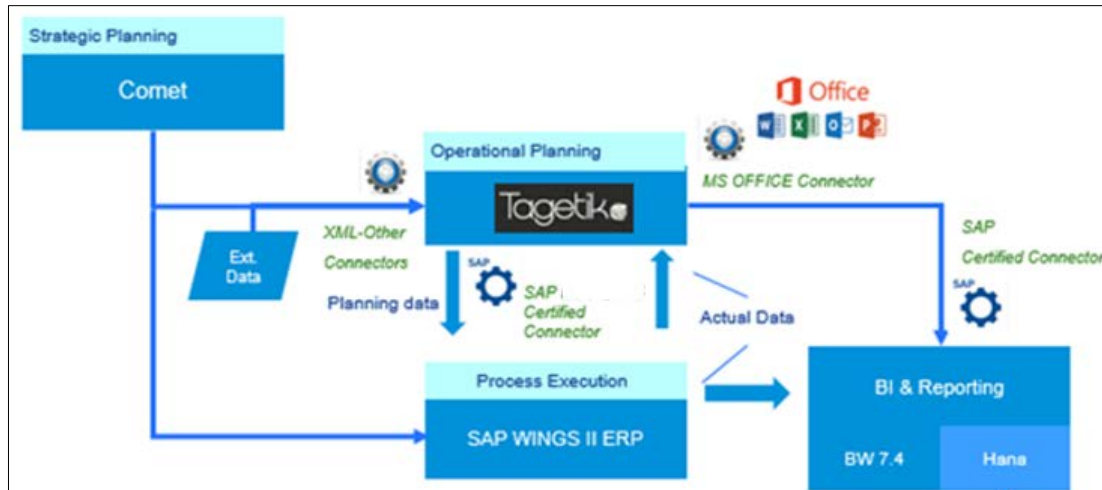 Strategic Planning
Comet
Office
W X O P
Operational Planning
Tagetik
MS OFFICE Connector
XML-Other
Connectors
Ext.
Data
SAP
Certified Connector
SAP
Planning data
SAP
SAP
Certified
Connector
Actual Data
Process Execution
SAP WINGS II ERP
BI & Reporting
BW 7.4
Hana